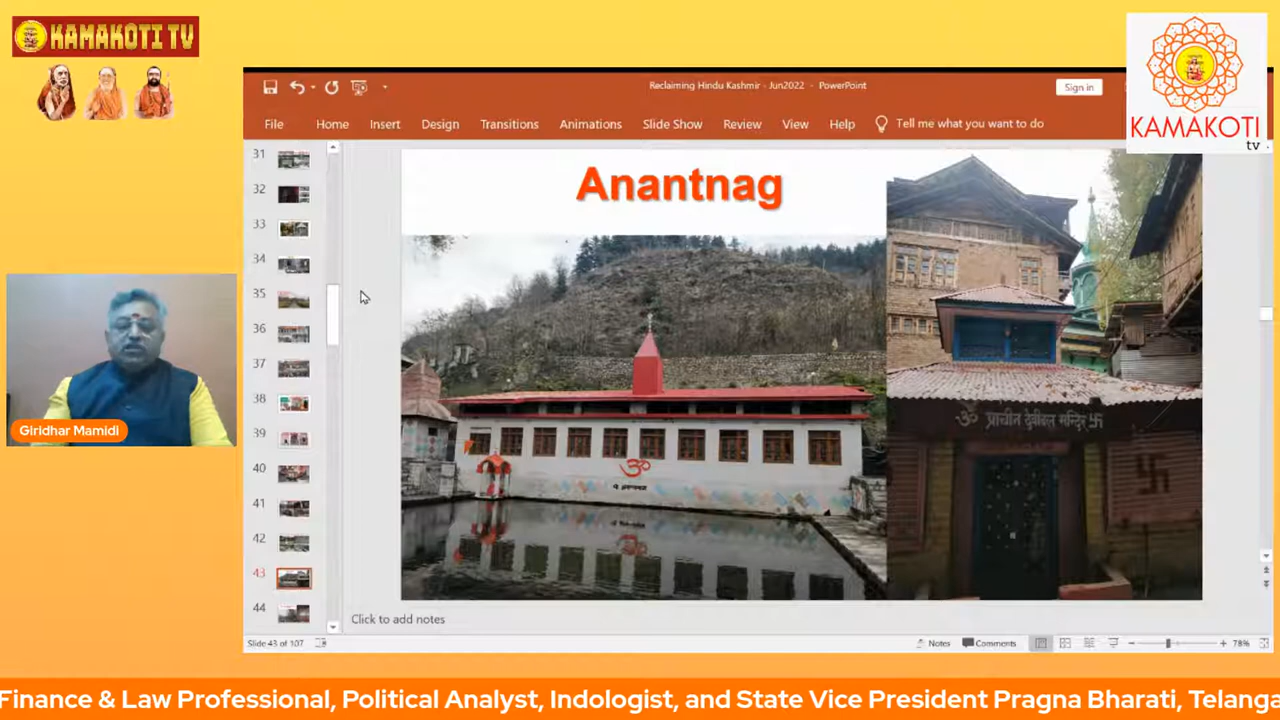 KAMAKOTI TV
KAMAKOTI
tv
Reclaiming Hindu Kashmir - Jun2022 - PowerPoint
Sign in
File Home Insert Design Transitions Animations Slide Show Review View Help Tell me what you want to do
31
32
33
34
35
36
37
38
39
40
41
42
43
44
Anantnag
ॐ
ॐ प्राचीन देवीबल मन्दिर 卐
Click to add notes
Slide 43 of 107
Notes Comments 78%
Giridhar Mamidi
Finance & Law Professional, Political Analyst, Indologist, and State Vice President Pragna Bharati, Telanga